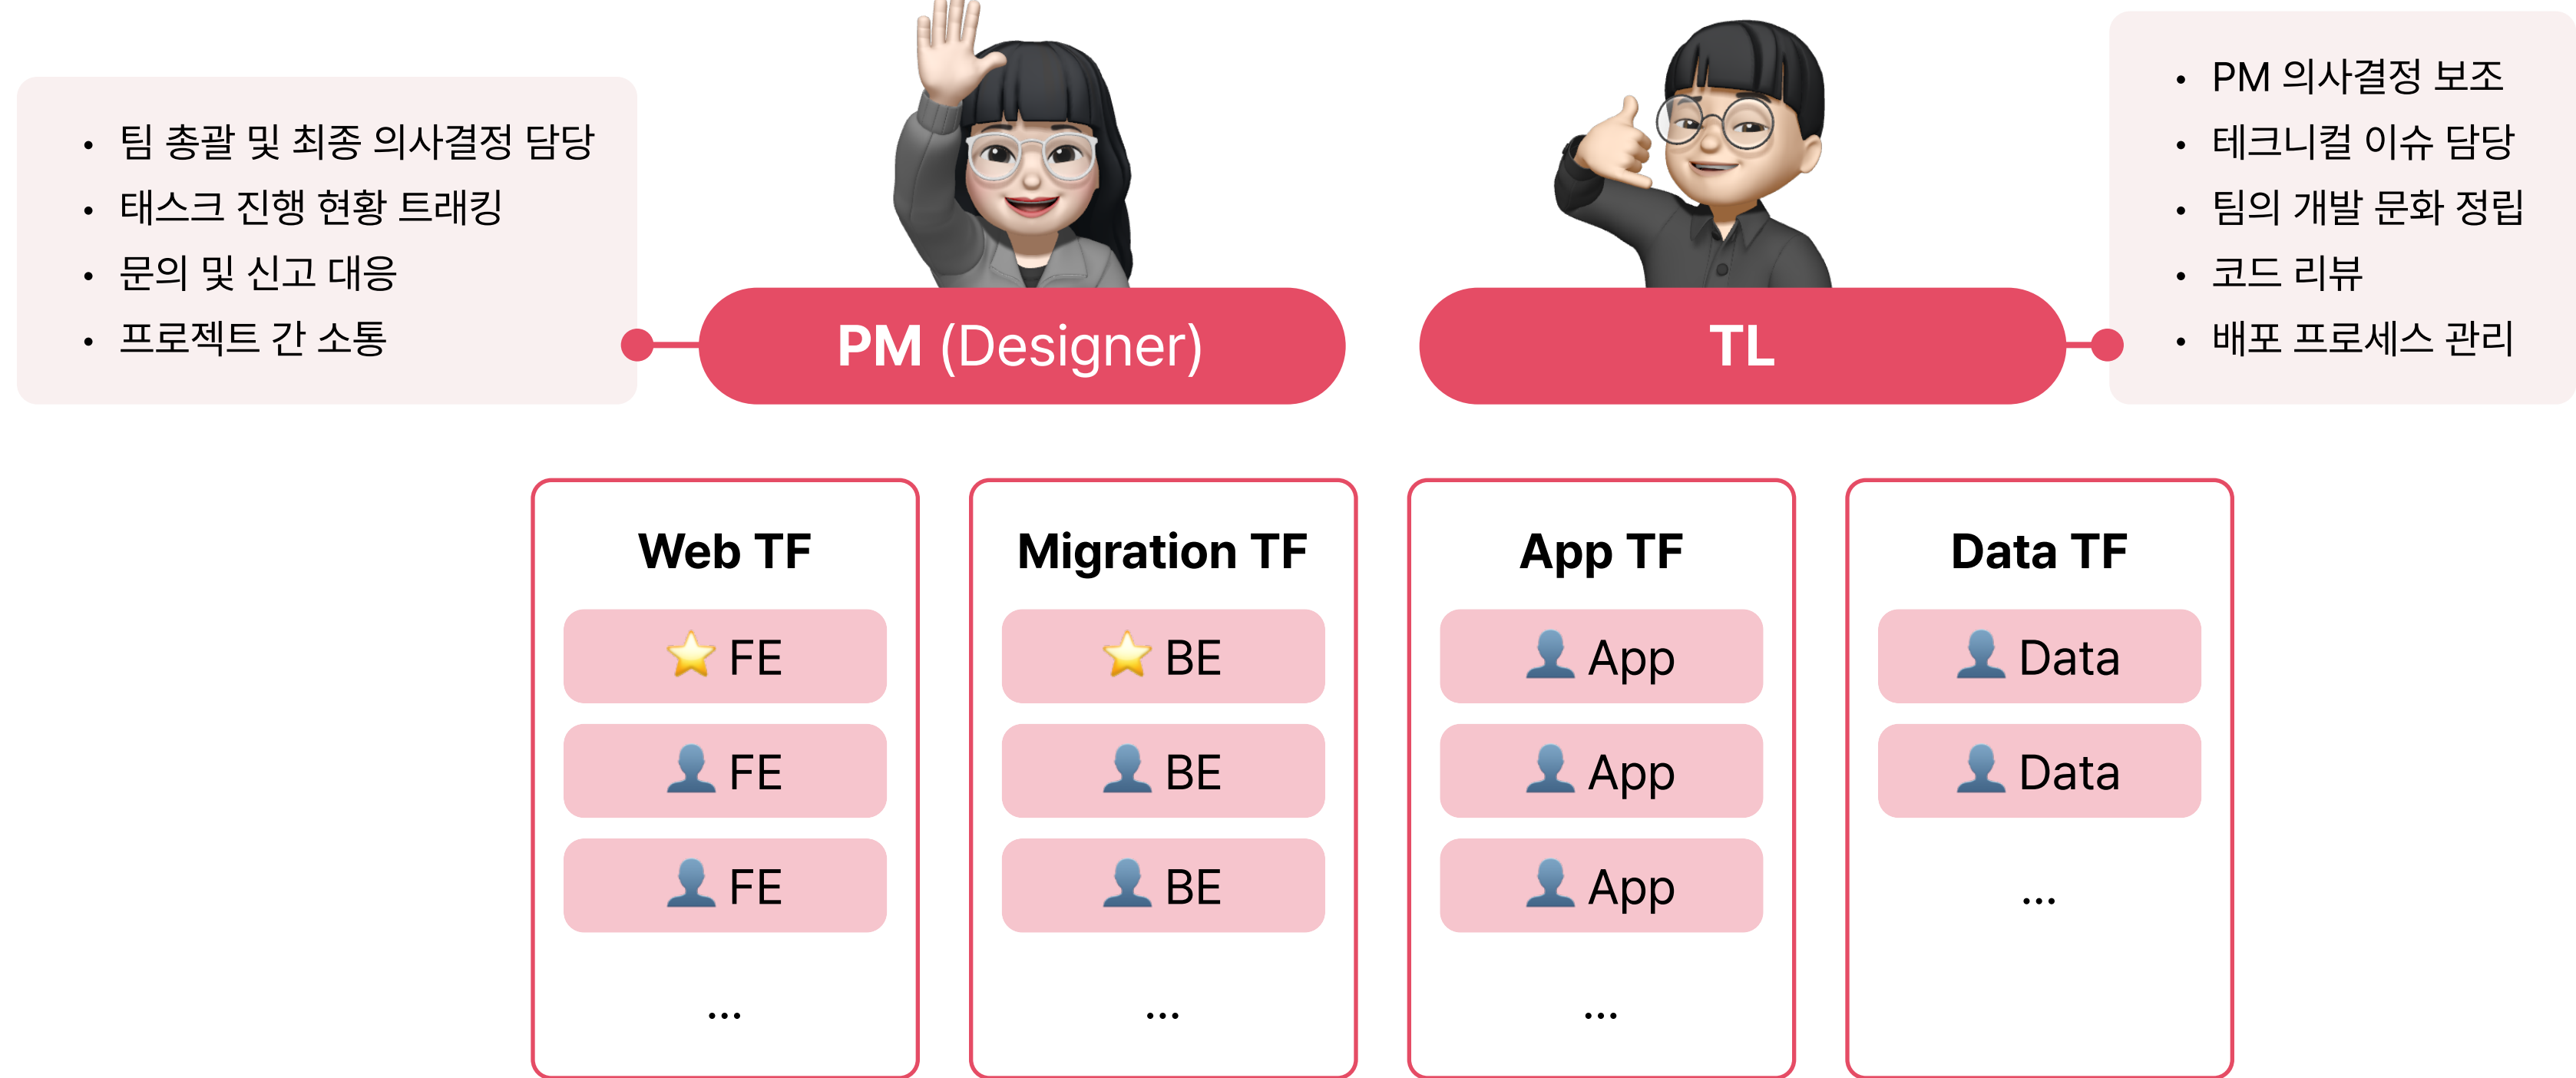 • 팀 총괄 및 최종 의사결정 담당
• 태스크 진행 현황 트래킹
• 문의 및 신고 대응
• 프로젝트 간 소통
PM (Designer)
TL
• PM 의사결정 보조
• 테크니컬 이슈 담당
• 팀의 개발 문화 정립
• 코드 리뷰
• 배포 프로세스 관리
Web TF
⭐ FE
👤 FE
👤 FE
...
Migration TF
⭐ BE
👤 BE
👤 BE
...
App TF
👤 App
👤 App
👤 App
...
Data TF
👤 Data
👤 Data
...